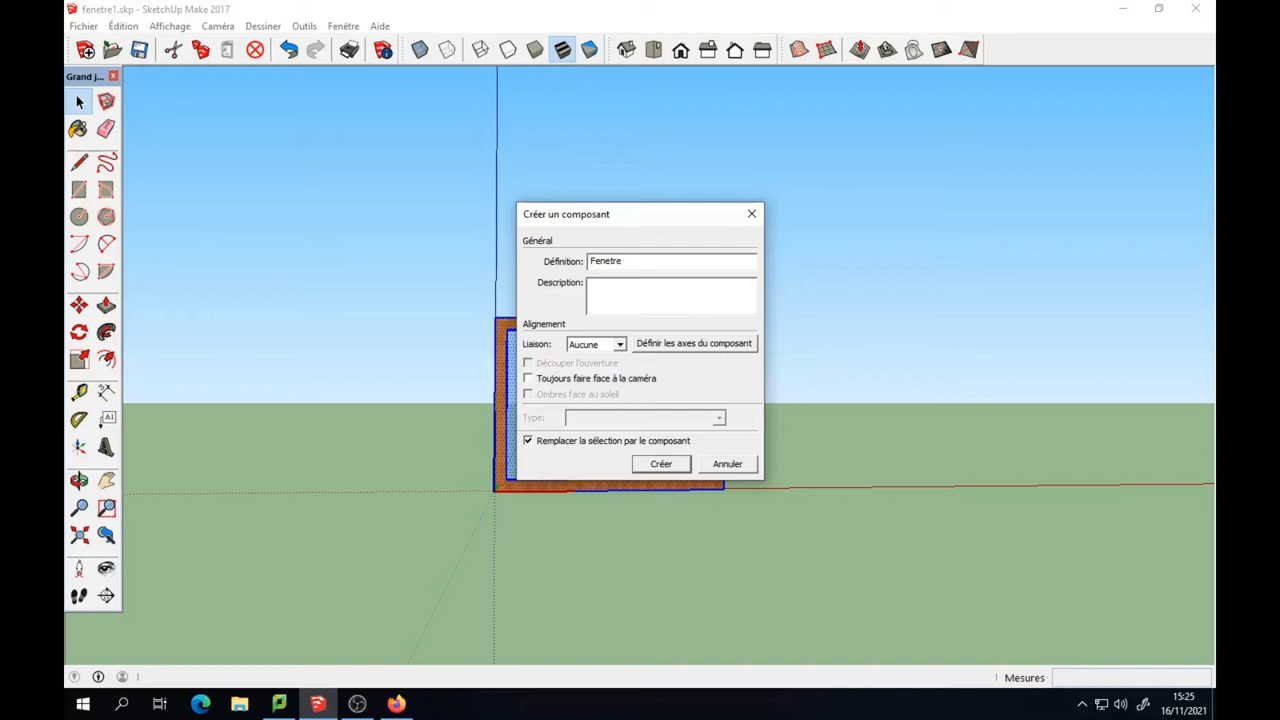 fenetre1.skp - SketchUp Make 2017
Fichier Édition Affichage Caméra Dessiner Outils Fenêtre Aide
Grand j...
A1
Créer un composant
Général
Définition: Fenetre
Description:
Alignement
Liaison: Aucune Définir les axes du composant
Découper l'ouverture
Toujours faire face à la caméra
Ombres face au soleil
Type:
Remplacer la sélection par le composant
Créer Annuler
Mesures
15:25
16/11/2021